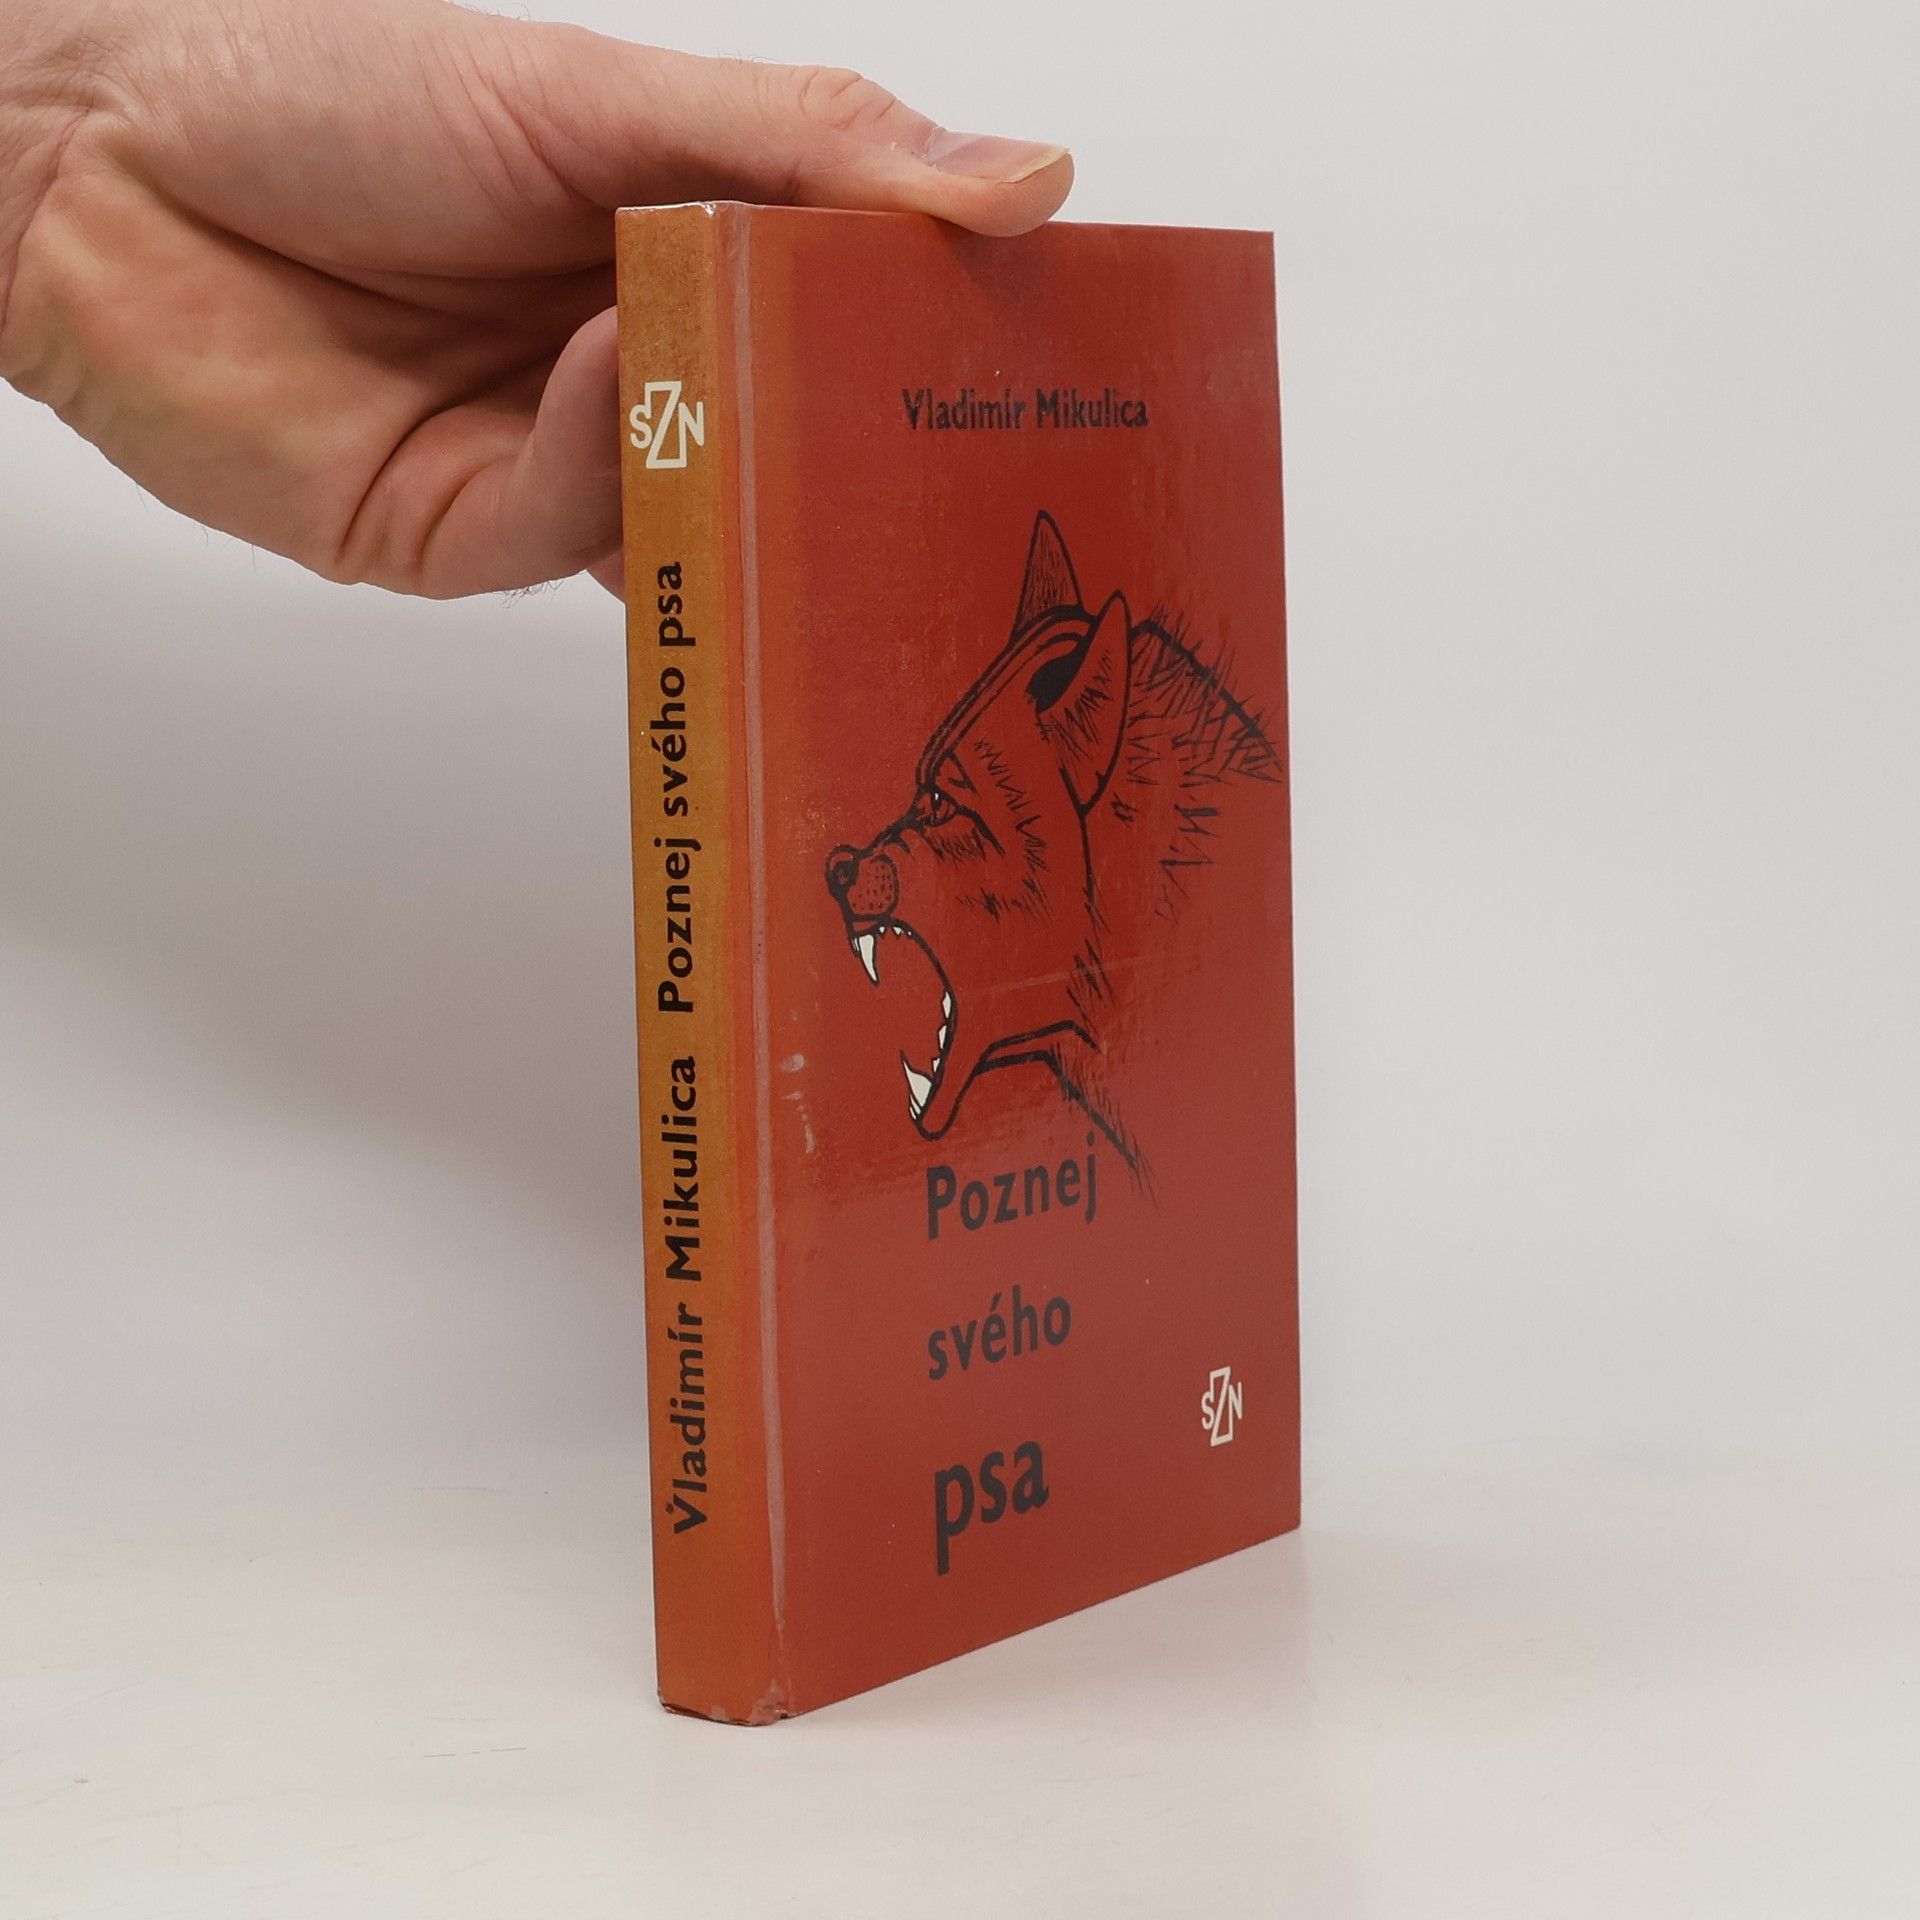 SZN
Vladimír Mikulica Poznej svého psa
Vladimír Mikulica
Poznej
svého
psa
SZN